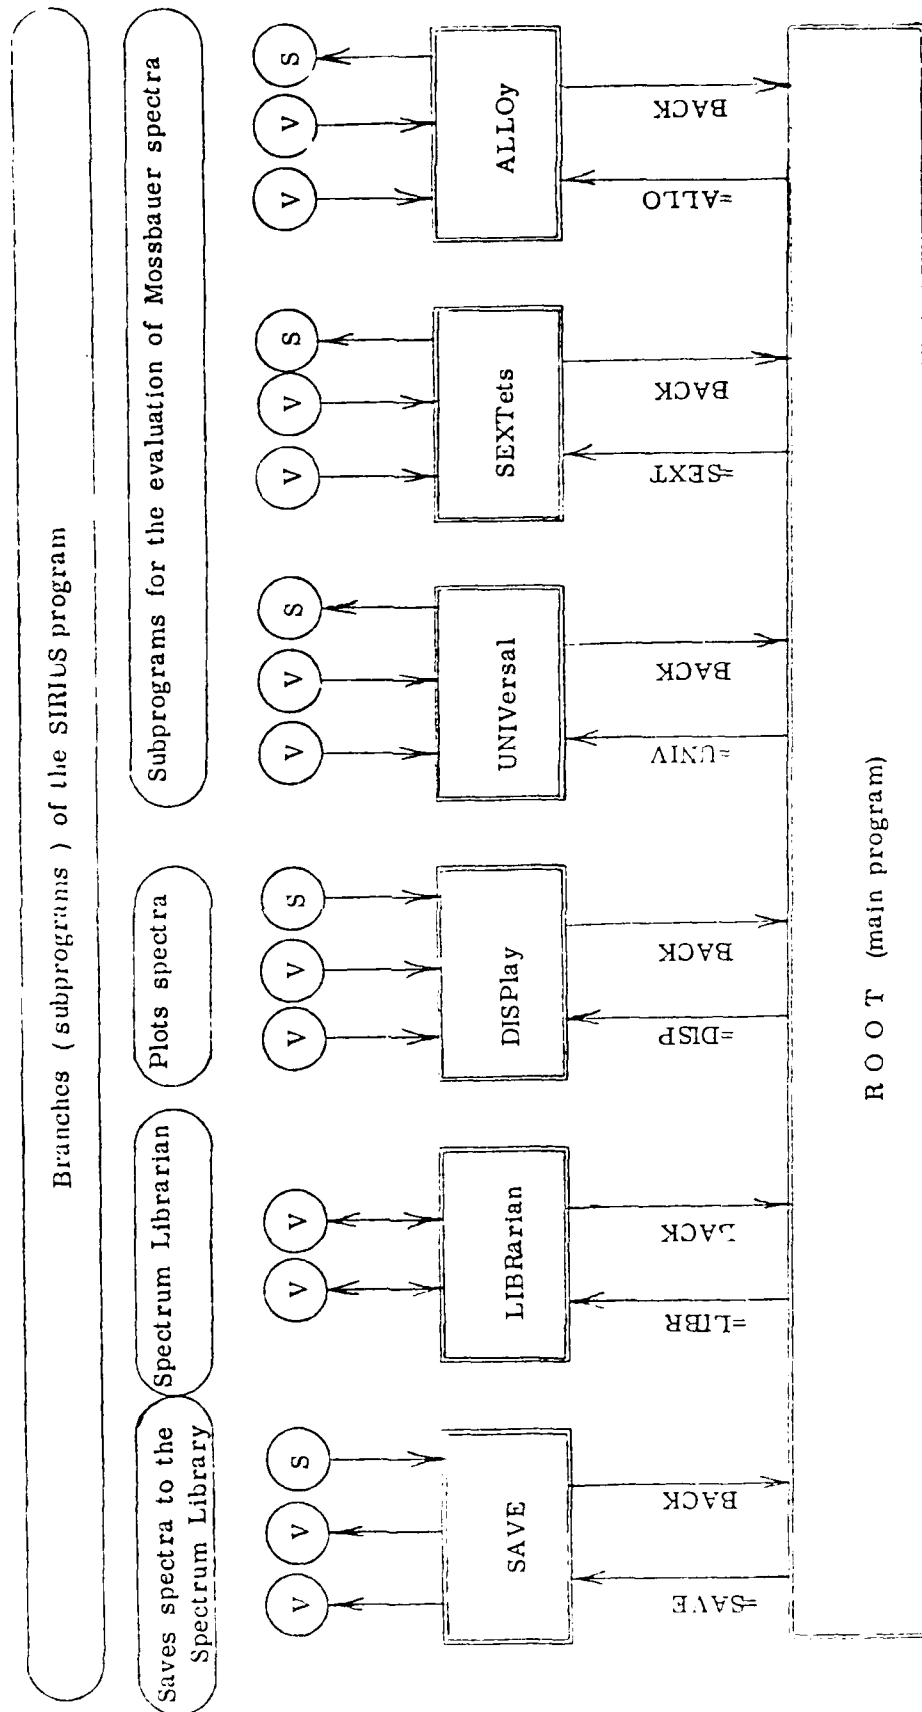 Branches ( subprograms ) of the SIRIUS program
Saves spectra to the
Spectrum Library
Spectrum Librarian
Plots spectra
Subprograms for the evaluation of Mossbauer spectra
V
V
S
V
V
V
V
S
V
V
S
V
V
S
V
V
S
SAVE
LIBRarian
DISPlay
UNIVersal
SEXTets
ALLOy
=SAVE
BACK
=LIBR
BACK
=DISP
BACK
=UNIV
BACK
=SEXT
BACK
=ALLO
BACK
R O O T (main program)